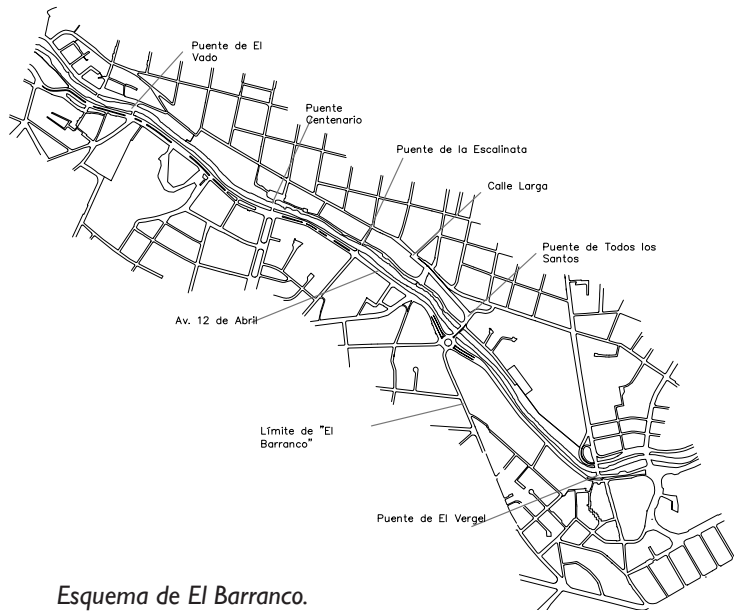 Puente de El
Vado
Puente
Centenario
Puente de la Escalinata
Calle Larga
Puente de Todos los
Santos
Av. 12 de Abril
Límite de "El
Barranco"
Puente de El Vergel
Esquema de El Barranco.